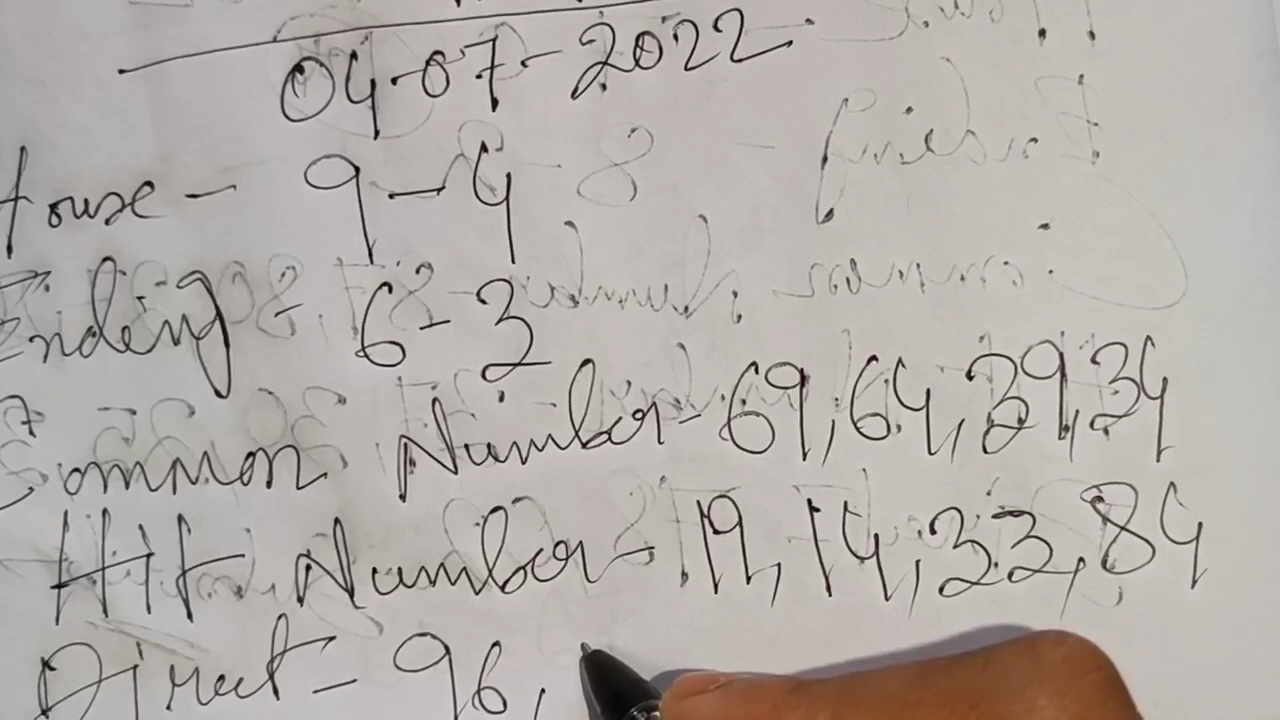 04-07-2022
House - 9-4
Ending - 6-3
Common Number - 69, 64, 39, 34
Hit Number - 19, 14, 33, 84
Direct - 96,